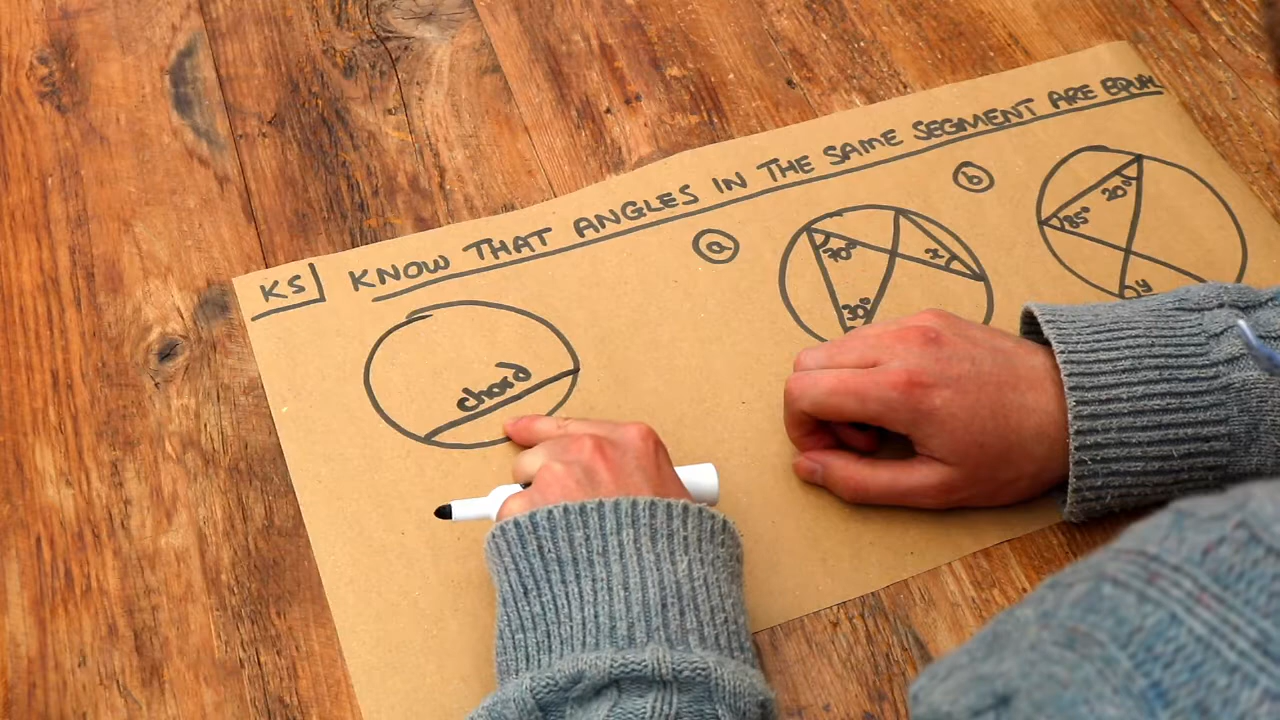 KS KNOW THAT ANGLES IN THE SAME SEGMENT ARE EQUAL
chord
a
70°
30°
x
b
20°
85°
y